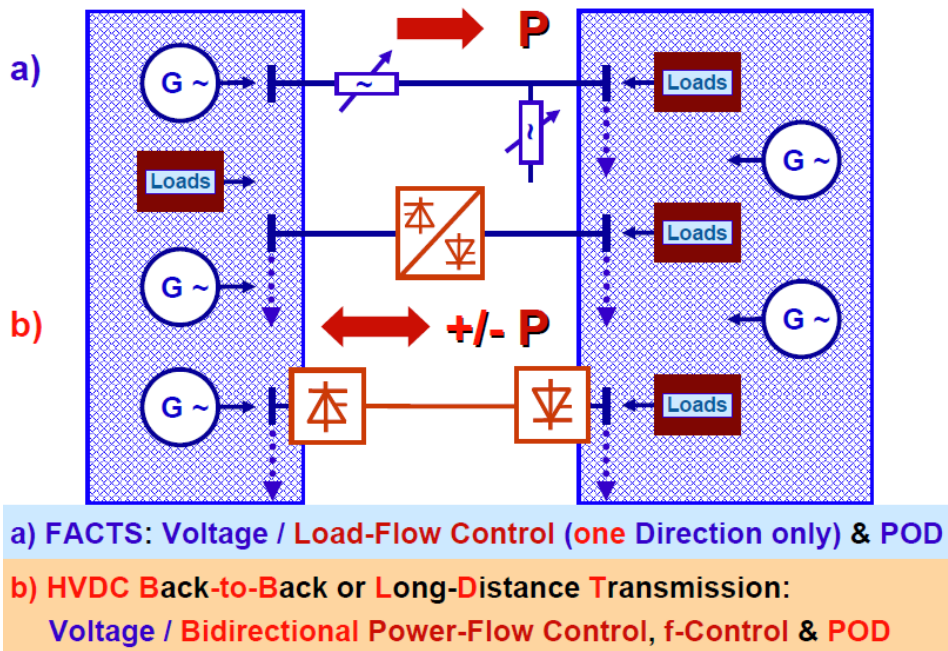 P
a)
G ~
Loads
Loads
G ~
Loads
G ~
b)
+/- P
G ~
G ~
Loads
a) FACTS: Voltage / Load-Flow Control (one Direction only) & POD
b) HVDC Back-to-Back or Long-Distance Transmission:
Voltage / Bidirectional Power-Flow Control, f-Control & POD